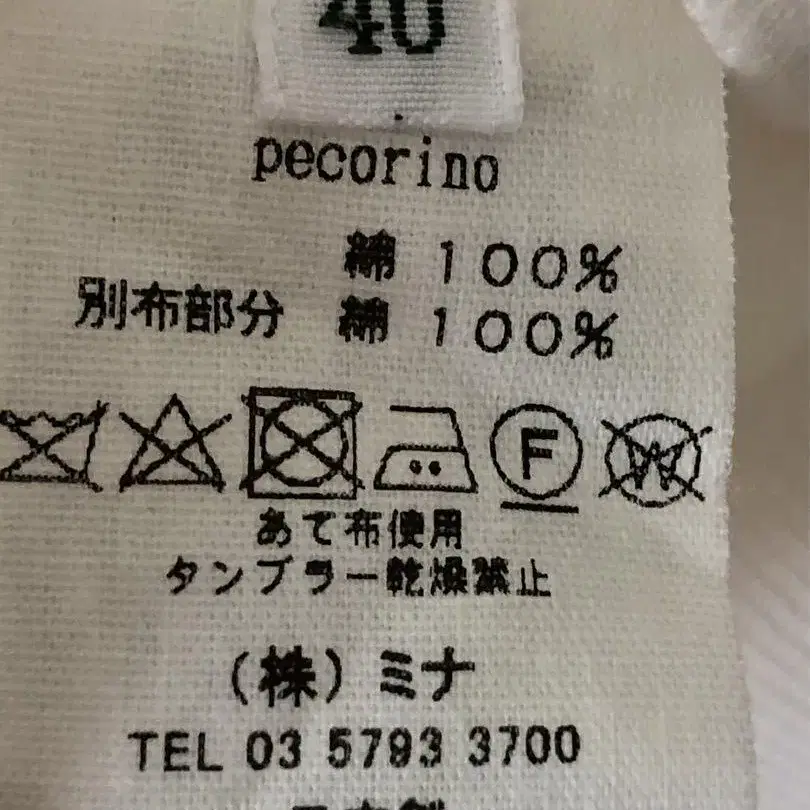 40
pecorino
綿 100%
別布部分 綿 100%
F W
あて布使用
タンブラー乾燥禁止
(株)ミナ
TEL 03 5793 3700